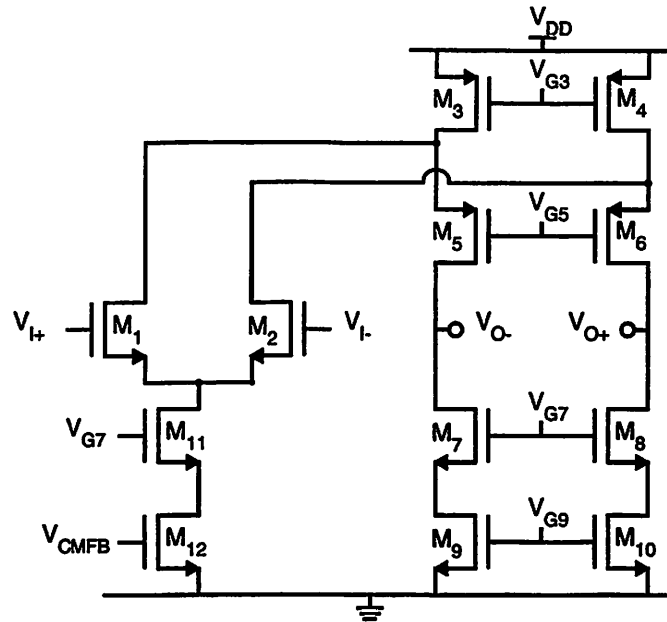 V_DD
V_G3
M_3
M_4
V_G5
M_5
M_6
V_I+
M_1
M_2
V_I-
V_O-
V_O+
V_G7
M_11
V_G7
M_7
M_8
V_CMFB
M_12
V_G9
M_9
M_10